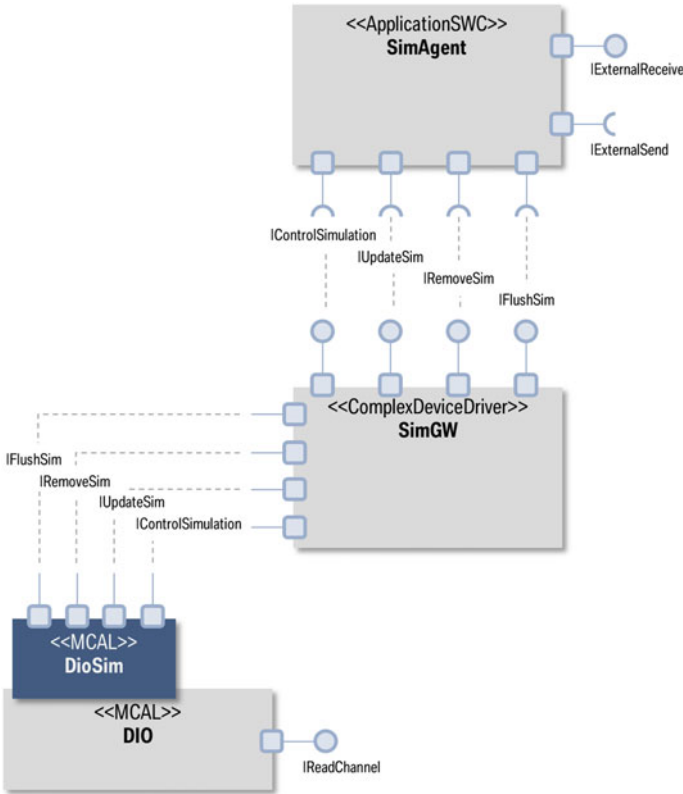 <<ApplicationSWC>>
SimAgent
IExternalReceive
IExternalSend
IControlSimulation
IUpdateSim
IRemoveSim
IFlushSim
<<ComplexDeviceDriver>>
SimGW
IFlushSim
IRemoveSim
IUpdateSim
IControlSimulation
<<MCAL>>
DioSim
<<MCAL>>
DIO
IReadChannel